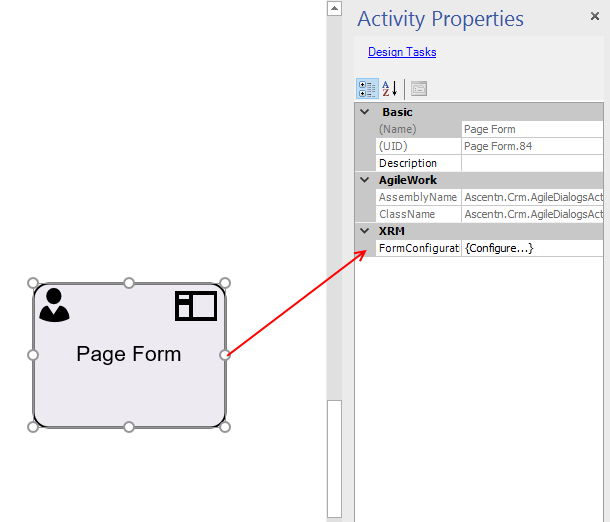 Activity Properties
Design Tasks
Basic
(Name) Page Form
(UID) Page Form.84
Description
AgileWork
AssemblyName Ascentn.Crm.AgileDialogsAct
ClassName Ascentn.Crm.AgileDialogsAct
XRM
FormConfigurat {Configure...}
Page Form